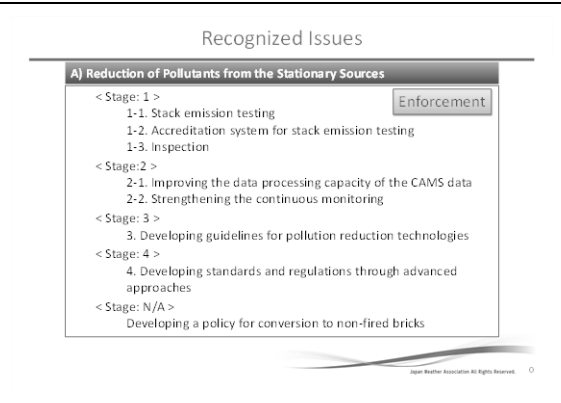 Recognized Issues
A) Reduction of Pollutants from the Stationary Sources
Enforcement
< Stage: 1 >
1-1. Stack emission testing
1-2. Accreditation system for stack emission testing
1-3. Inspection
< Stage:2 >
2-1. Improving the data processing capacity of the CAMS data
2-2. Strengthening the continuous monitoring
< Stage: 3 >
3. Developing guidelines for pollution reduction technologies
< Stage: 4 >
4. Developing standards and regulations through advanced
approaches
< Stage: N/A >
Developing a policy for conversion to non-fired bricks
Japan Weather Association All Rights Reserved. 0